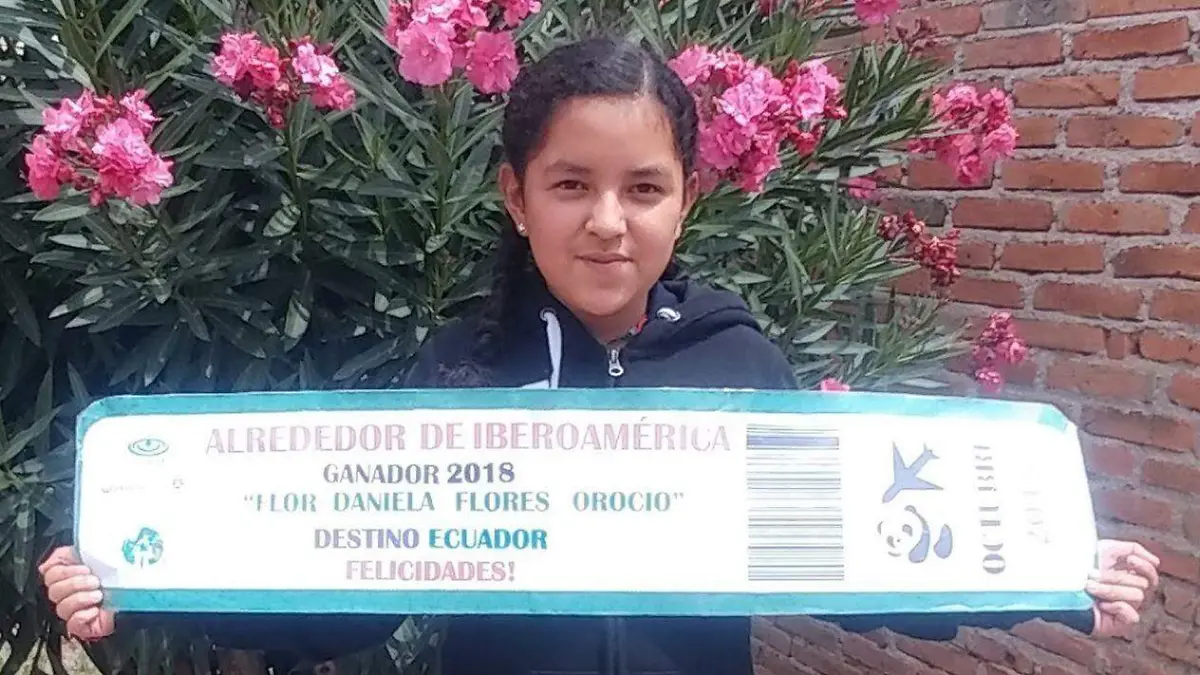 ALREDEDOR DE IBEROAMÉRICA
GANADOR 2018
"FLOR DANIELA FLORES OROCIO"
DESTINO ECUADOR
FELICIDADES!
OCTUBRE